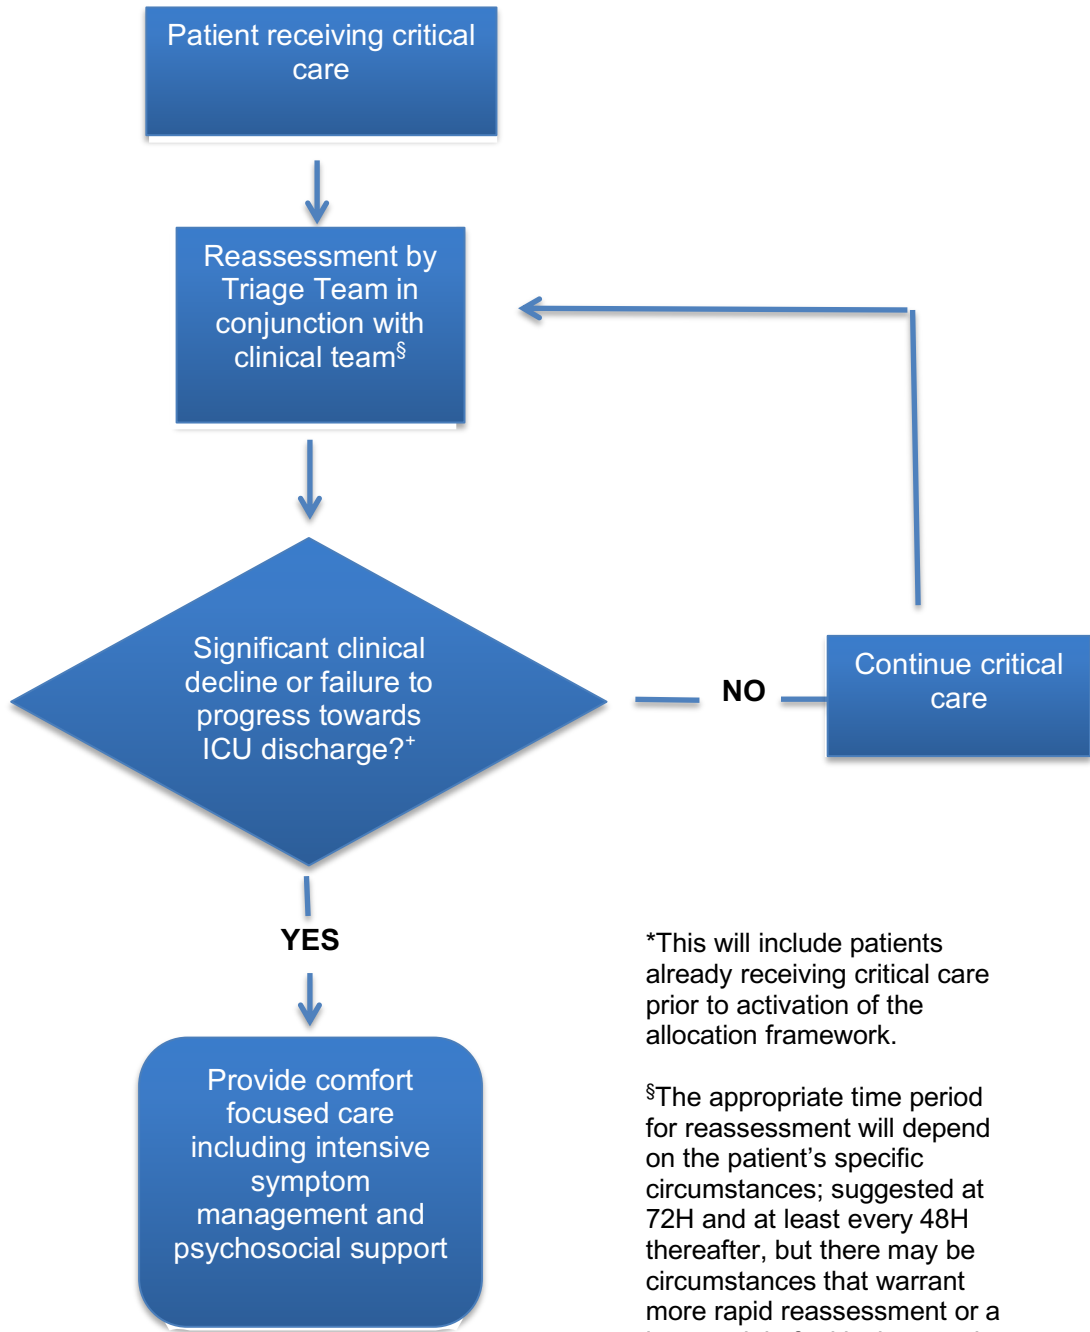 Patient receiving critical
care
Reassessment by
Triage Team in
conjunction with
clinical team§
Significant clinical
decline or failure to
progress towards
ICU discharge?+
NO
Continue critical
care
YES
Provide comfort
focused care
including intensive
symptom
management and
psychosocial support
*This will include patients
already receiving critical care
prior to activation of the
allocation framework.
§The appropriate time period
for reassessment will depend
on the patient's specific
circumstances; suggested at
72H and at least every 48H
thereafter, but there may be
circumstances that warrant
more rapid reassessment or a